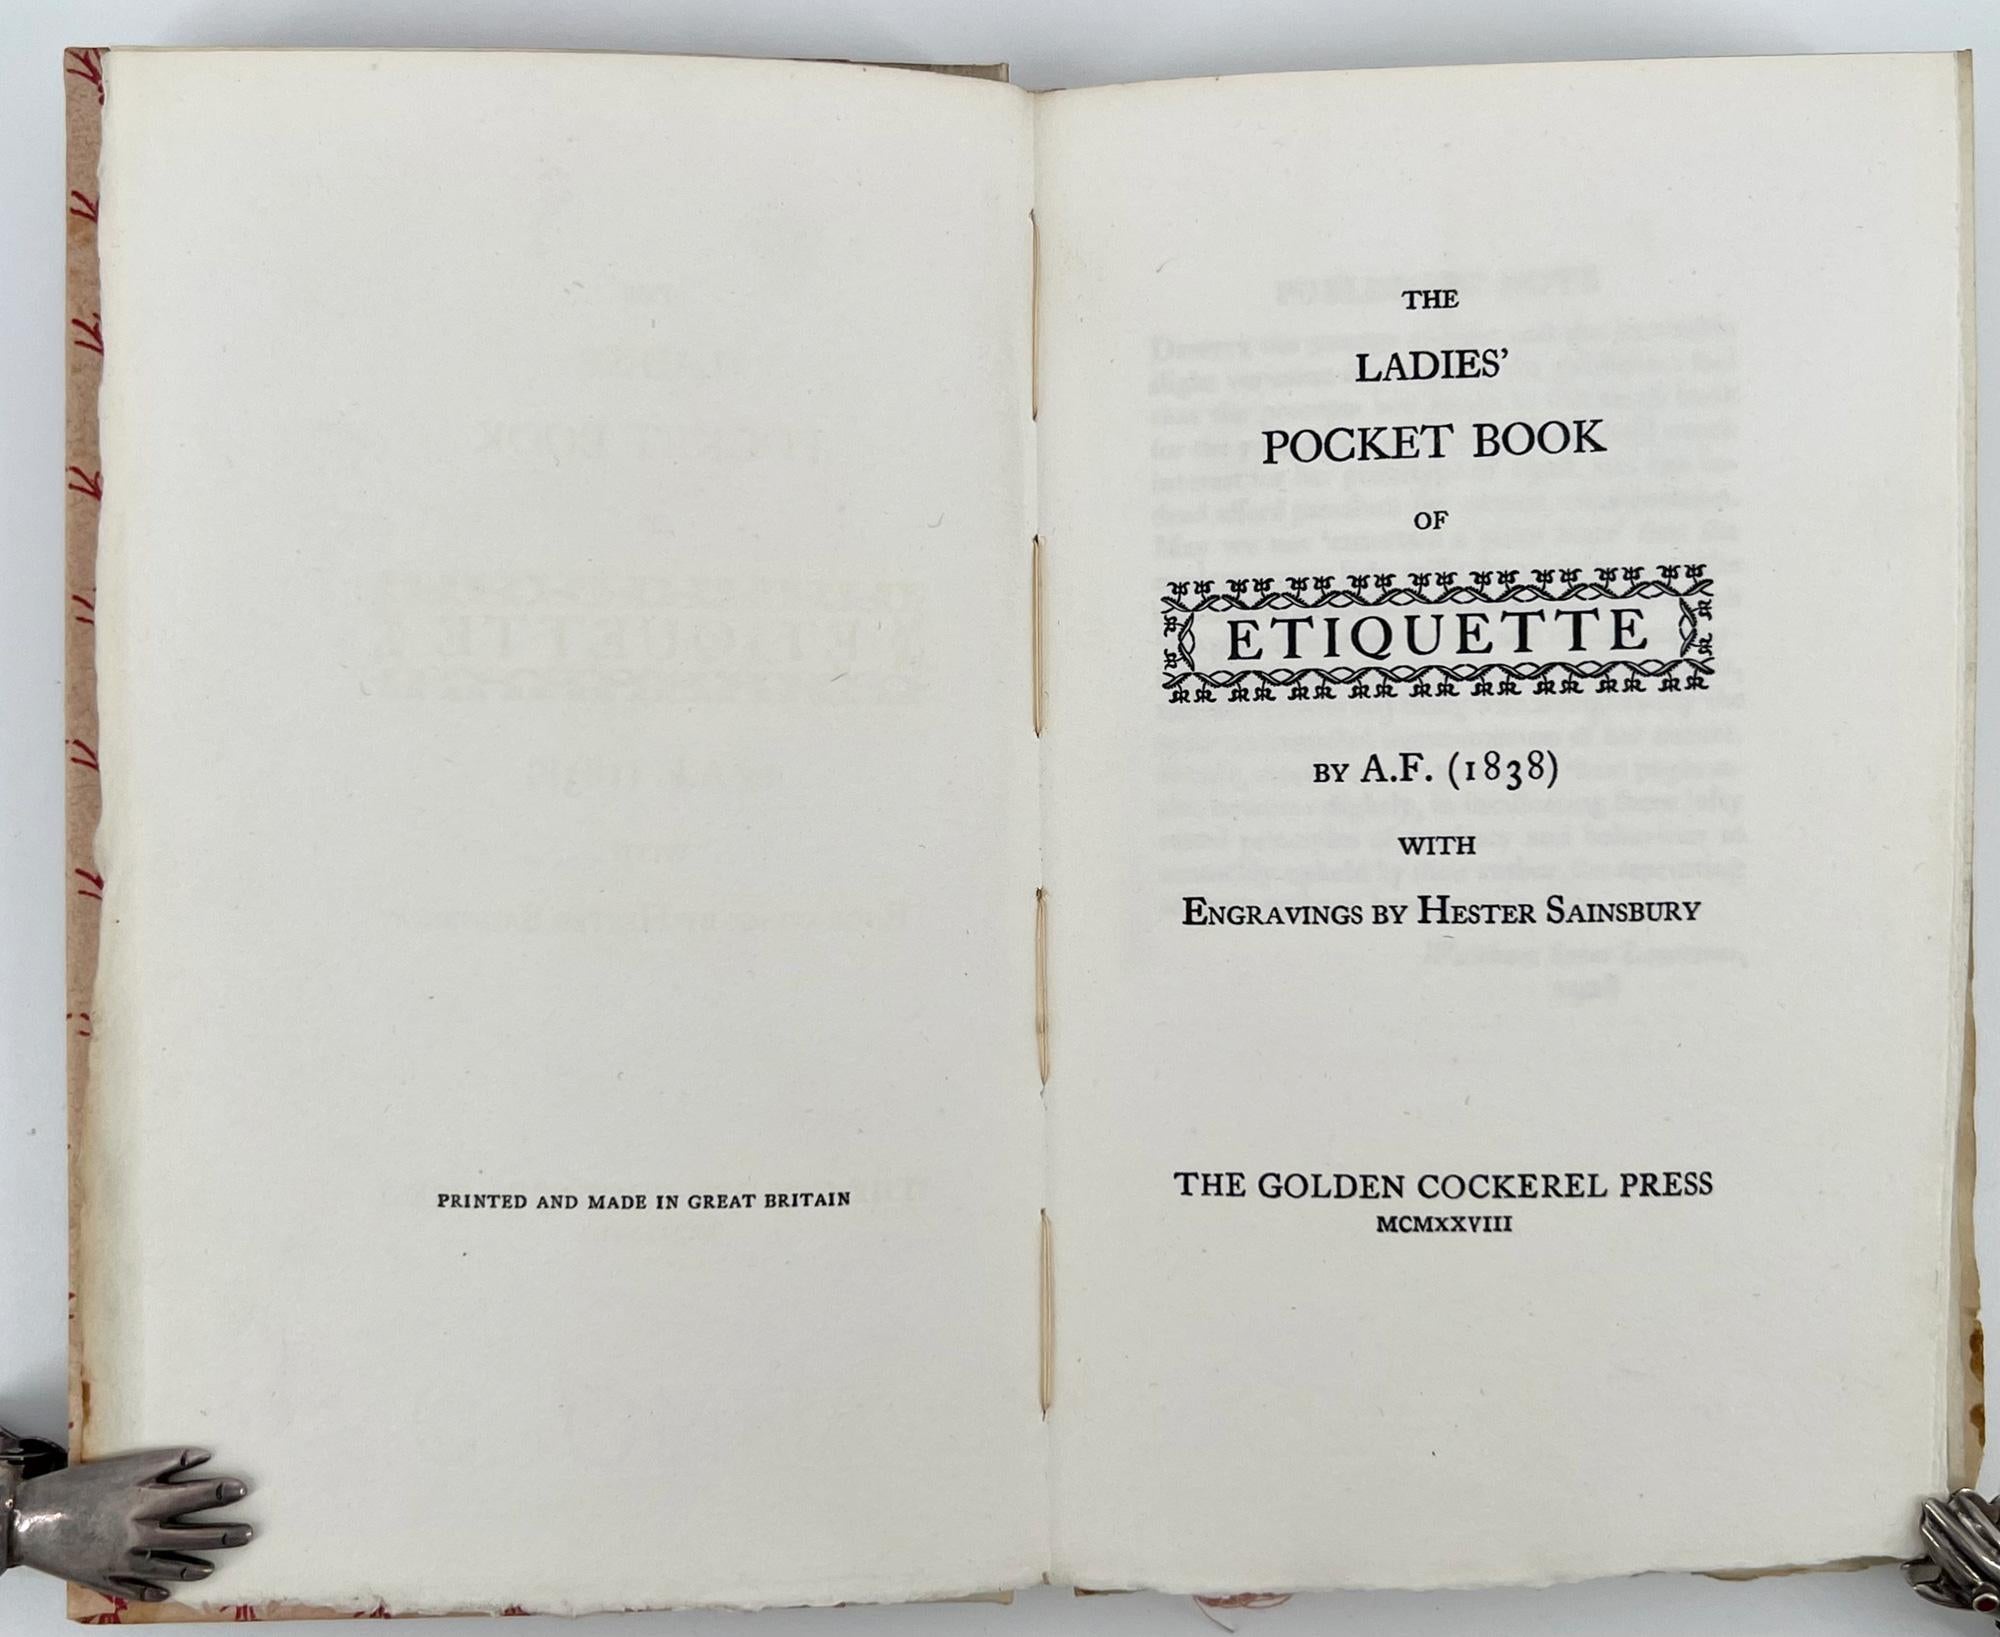 PRINTED AND MADE IN GREAT BRITAIN
THE
LADIES'
POCKET BOOK
OF
ETIQUETTE
BY A.F. (1838)
WITH
ENGRAVINGS BY HESTER SAINSBURY
THE GOLDEN COCKEREL PRESS
MCMXXVIII